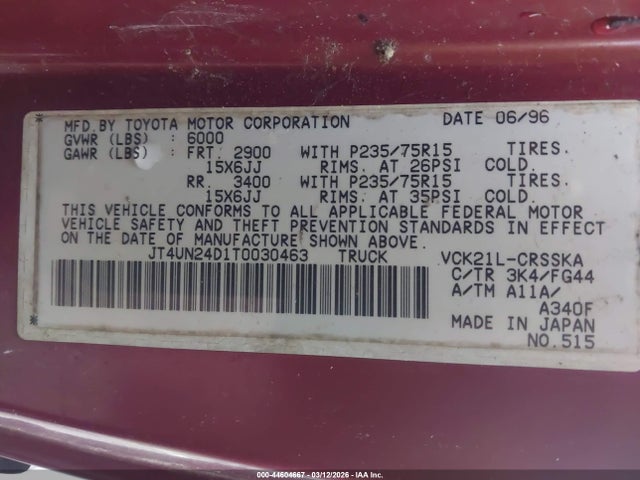 MFD.BY TOYOTA MOTOR CORPORATION DATE 06/96
GVWR (LBS) : 6000
GAWR (LBS) : FRT. 2900 WITH P235/75R15 TIRES.
15X6JJ RIMS. AT 26PSI COLD.
RR. 3400 WITH P235/75R15 TIRES.
15X6JJ RIMS. AT 35PSI COLD.
THIS VEHICLE CONFORMS TO ALL APPLICABLE FEDERAL MOTOR
VEHICLE SAFETY AND THEFT PREVENTION STANDARDS IN EFFECT
ON THE DATE OF MANUFACTURE SHOWN ABOVE.
JT4UN24D1T0030463 TRUCK VCK21L-CRSSKA
C/TR 3K4/FG44
A/TM A11A/
A340F
MADE IN JAPAN
NO.515
000-44604667 - 03/12/2026 - IAA Inc.